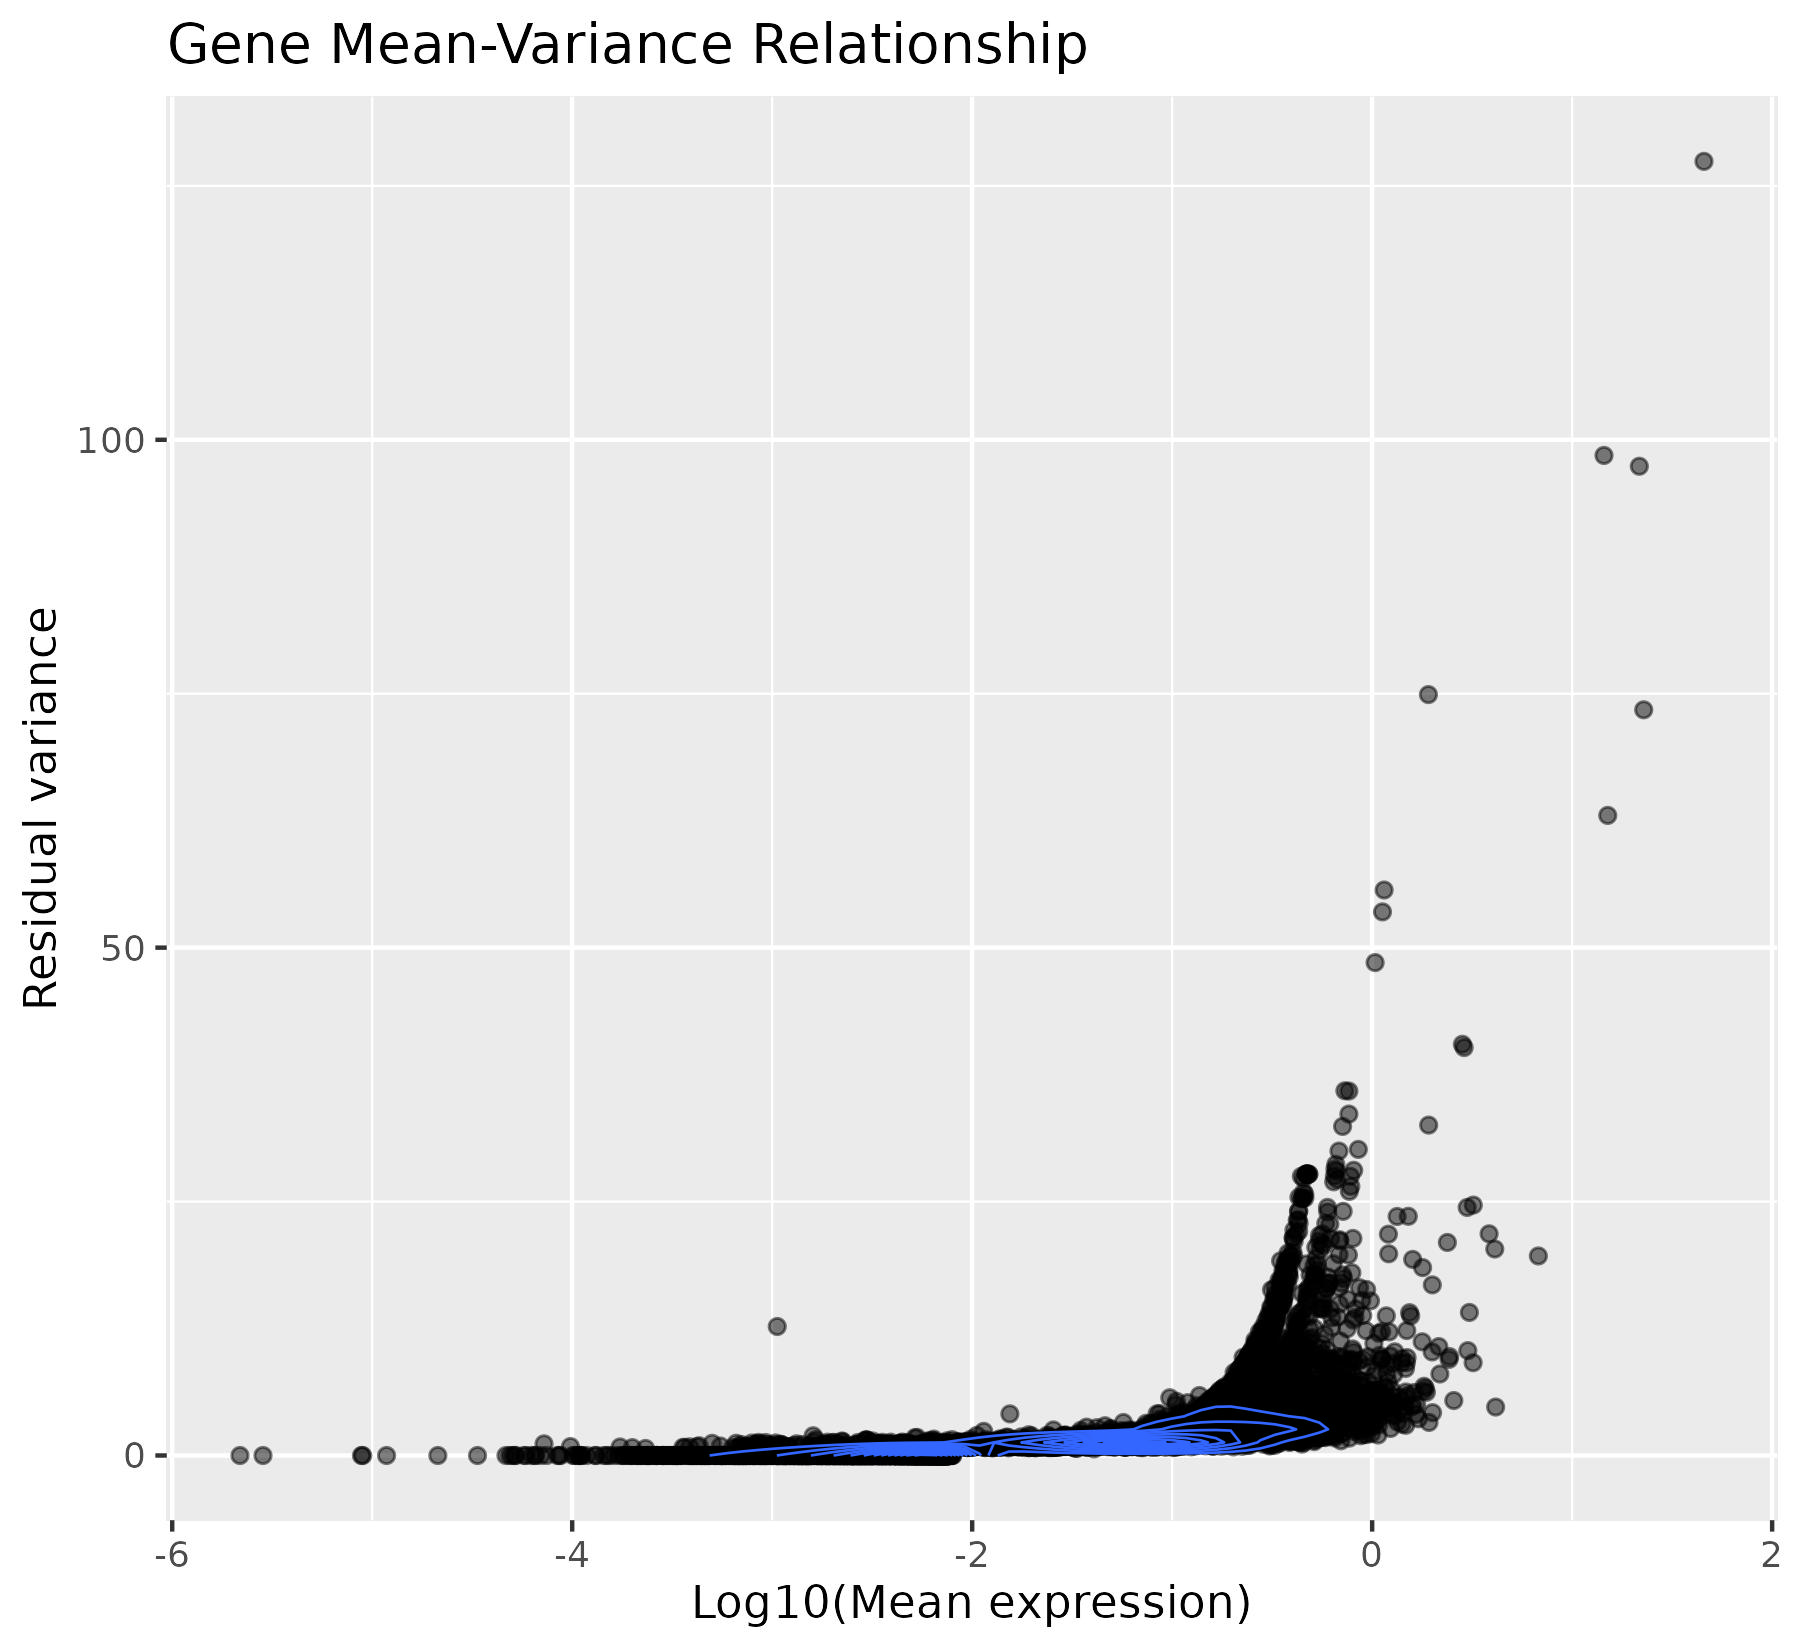 Gene Mean-Variance Relationship
Residual variance
100
50
0
-6
-4
-2
0
2
Log10(Mean expression)